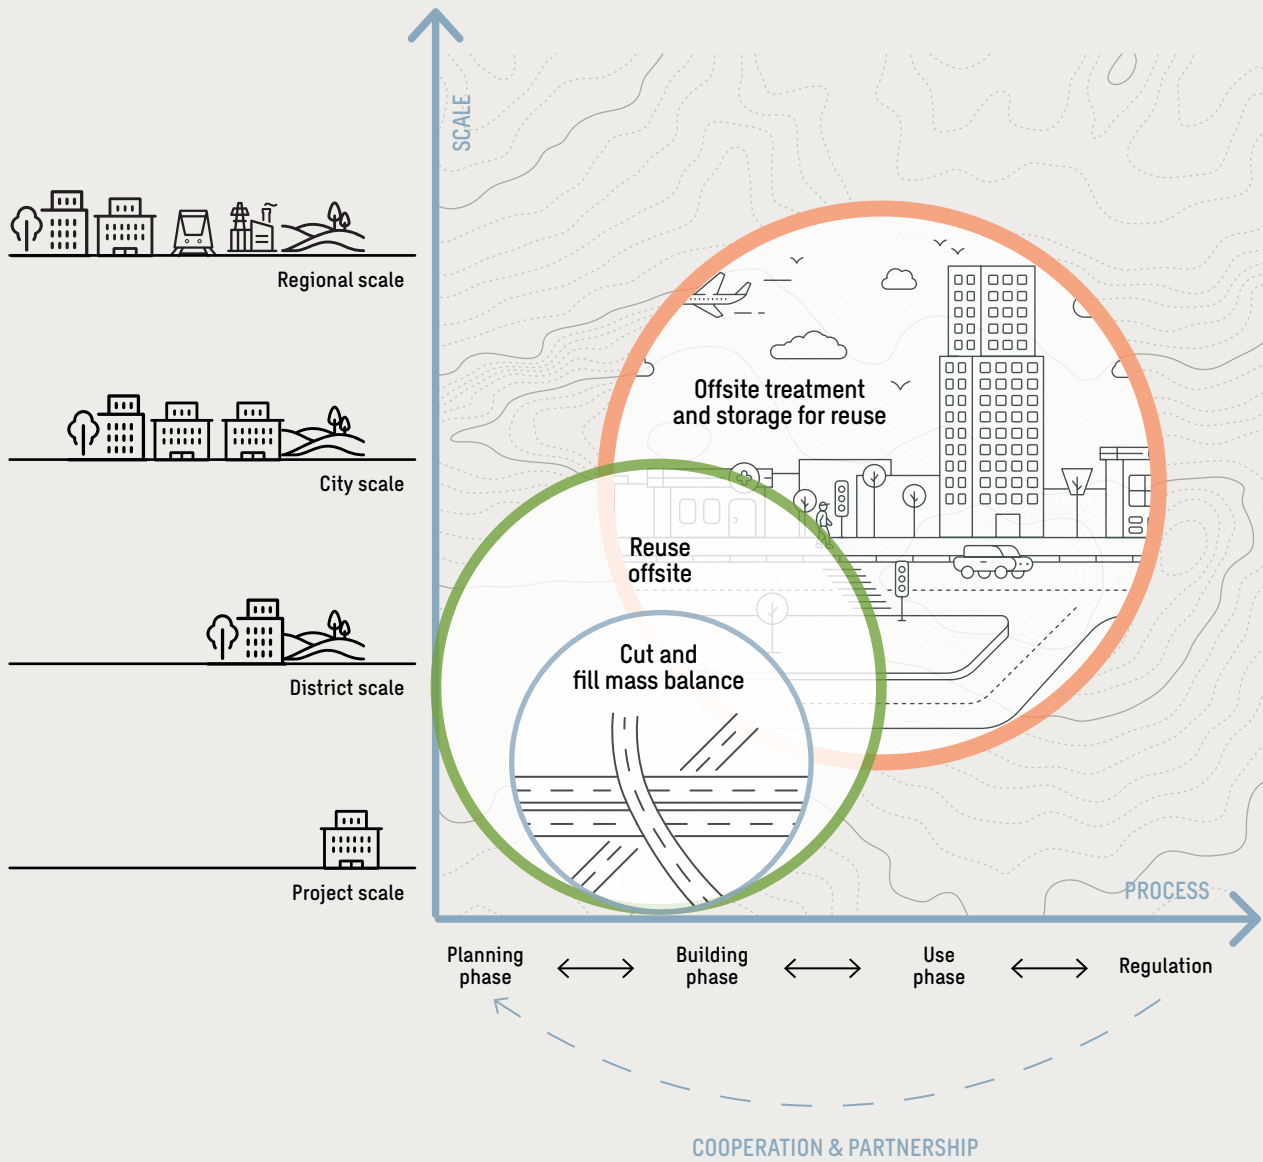 SCALE
Regional scale
Offsite treatment
and storage for reuse
City scale
Reuse
offsite
Cut and
fill mass balance
District scale
Project scale
PROCESS
Planning
phase
Building
phase
Use
phase
Regulation
COOPERATION & PARTNERSHIP